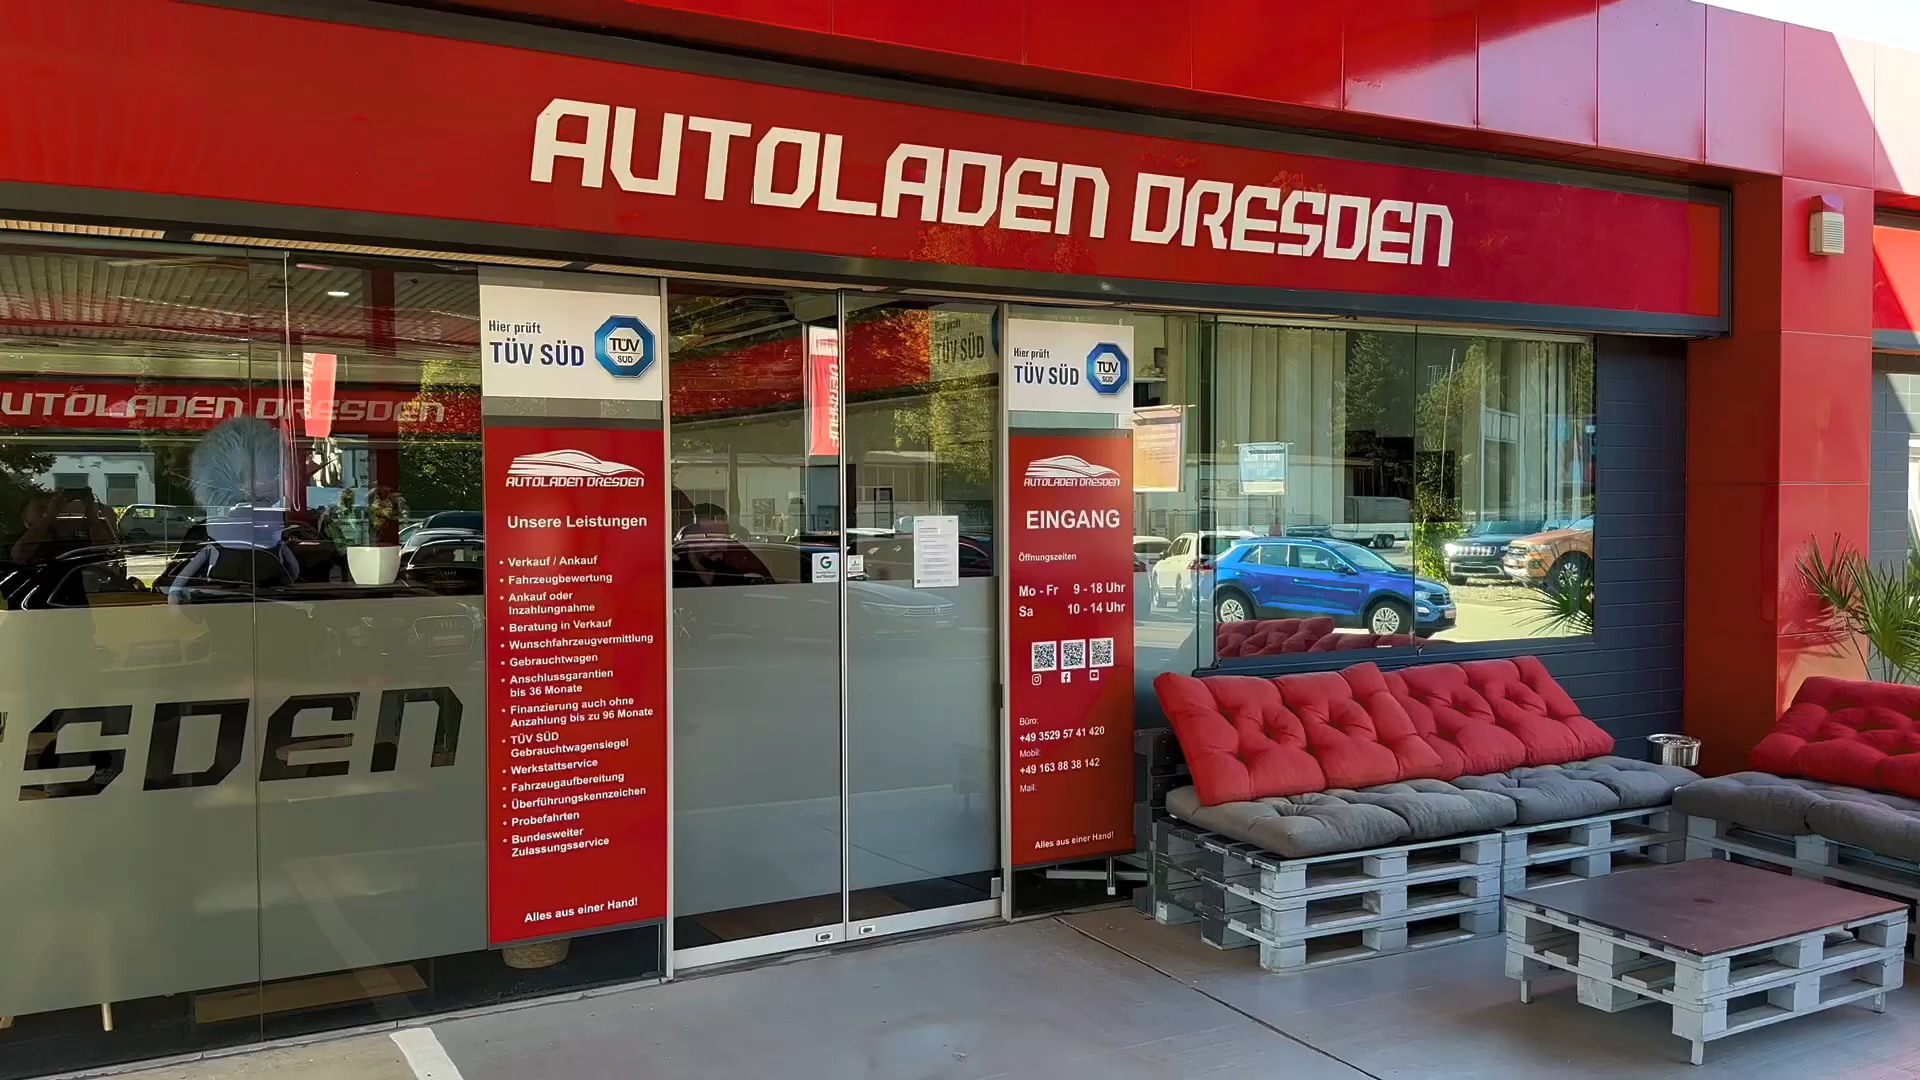 AUTOLADEN DRESDEN
Hier prüft
TÜV SÜD
TÜV
SÜD
AUTOLADEN DRESDEN
Unsere Leistungen
• Verkauf / Ankauf
• Fahrzeugbewertung
• Ankauf oder
Inzahlungnahme
• Beratung in Verkauf
• Wunschfahrzeugvermittlung
• Gebrauchtwagen
• Anschlussgarantien
bis 36 Monate
• Finanzierung auch ohne
Anzahlung bis zu 96 Monate
• TÜV SÜD
Gebrauchtwagensiegel
• Werkstattservice
• Fahrzeugaufbereitung
• Überführungskennzeichen
• Probefahrten
• Bundesweiter
Zulassungsservice
Alles aus einer Hand!
Hier prüft
TÜV SÜD
TÜV
SÜD
AUTOLADEN DRESDEN
EINGANG
Öffnungszeiten
Mo - Fr 9 - 18 Uhr
Sa 10 - 14 Uhr
Büro:
+49 3529 57 41 420
Mobil:
+49 163 88 38 142
Mail:
Alles aus einer Hand!
UTOLADEN DRESDEN
TÜV SÜD
G
ESDEN